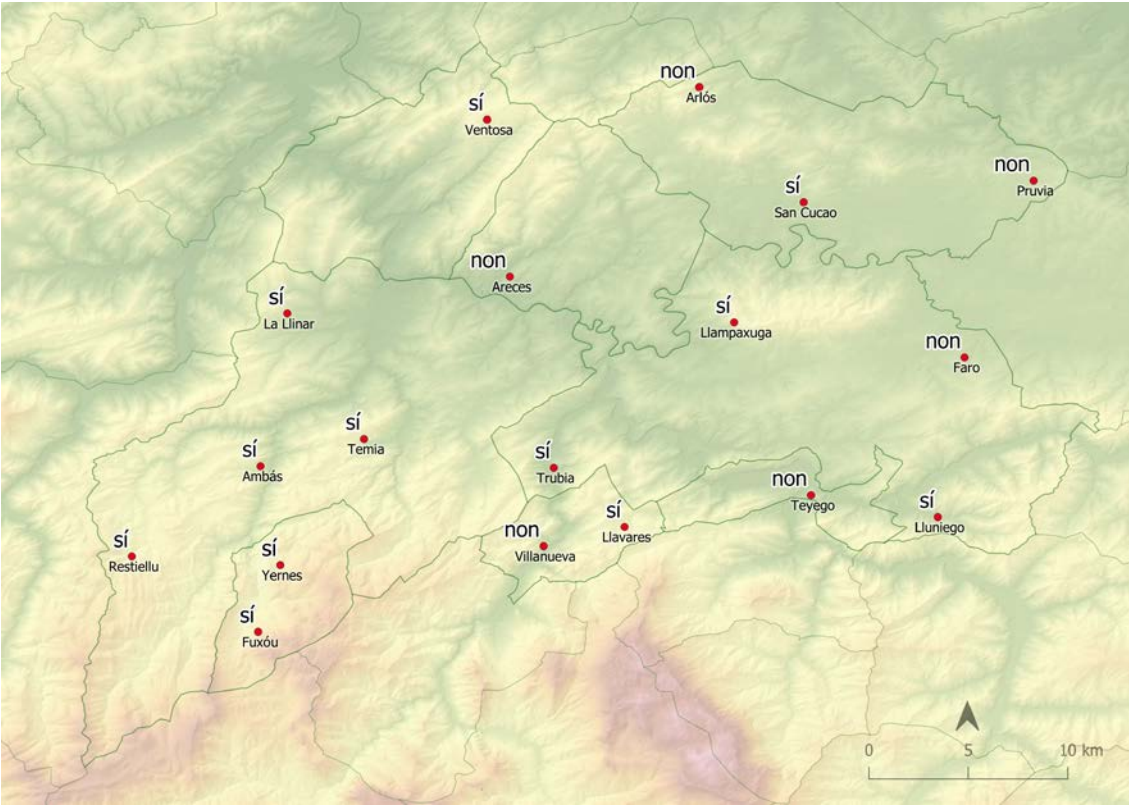 non
Arlós
sí
Ventosa
non
Pruvia
sí
San Cucao
non
Areces
sí
La Llinar
sí
Llampaxuga
non
Faro
sí
Temia
sí
Ambás
sí
Trubia
non
Teyego
sí
Lluniego
sí
Llavares
non
Villanueva
sí
Restiellu
sí
Yernes
sí
Fuxóu
0 5 10 km